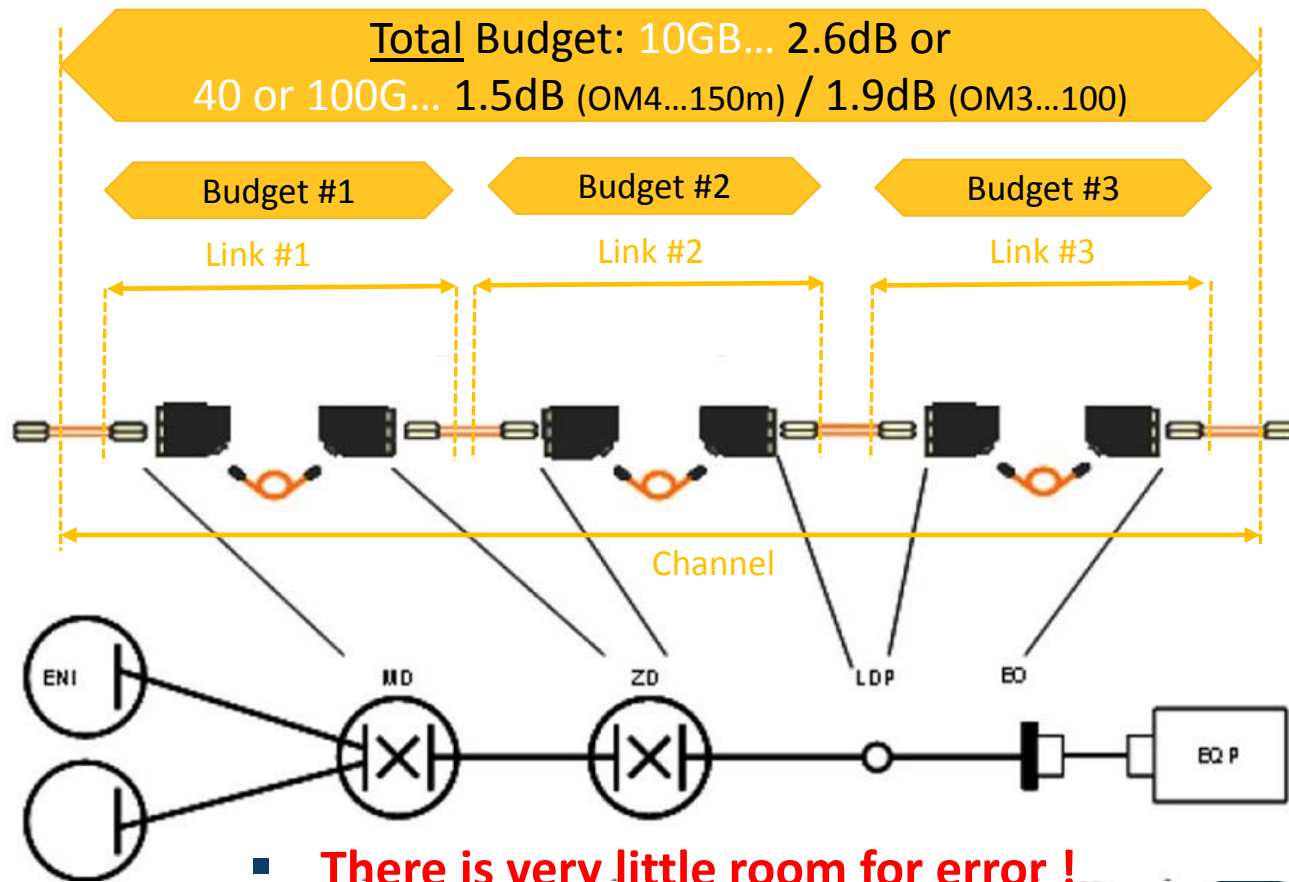 Total Budget: 10GB... 2.6dB or
40 or 100G... 1.5dB (OM4...150m) / 1.9dB (OM3...100)
Budget #1
Budget #2
Budget #3
Link #1
Link #2
Link #3
Channel
ENI
MD
ZD
LDP
EO
EQP
▪ There is very little room for error !